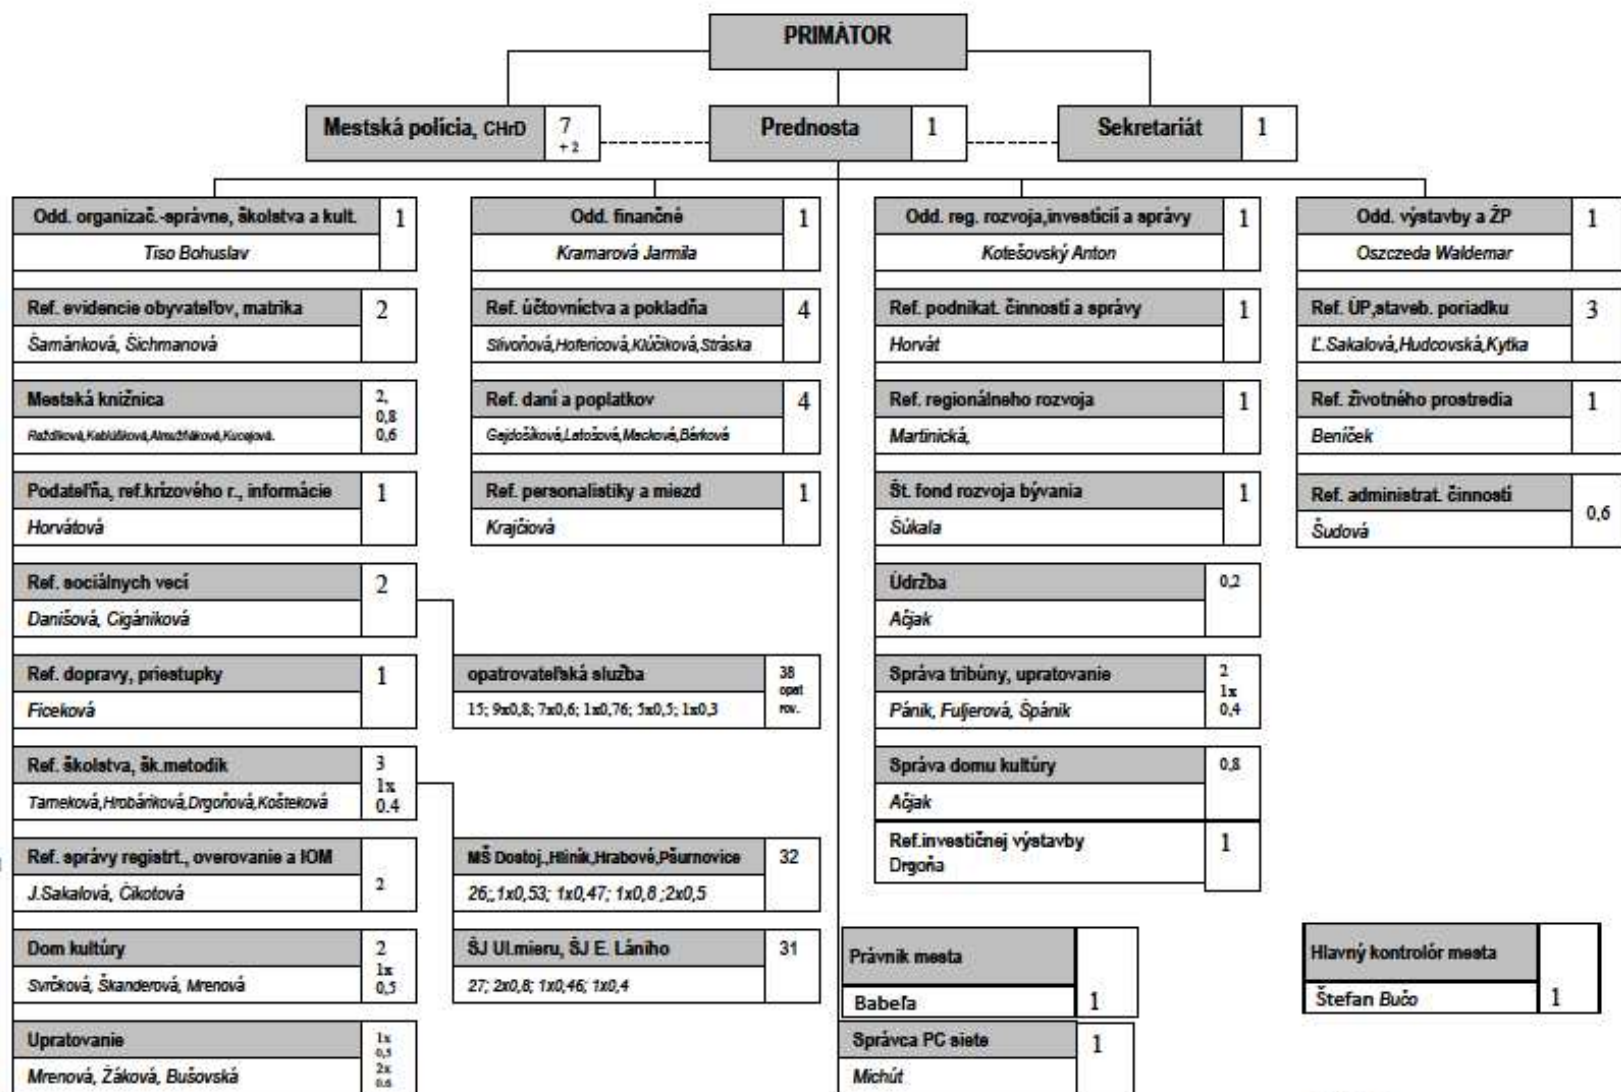 PRIMÁTOR
Mestská polícia, CHrD
7
+ 2
Prednosta
1
Sekretariát
1
Odd. organizač.-správne, školstva a kult.
1
Tiso Bohuslav
Ref. evidencie obyvateľov, matrika
2
Šamánková, Šichmanová
Mestská knižnica
2,
0,8
0,6
Podateľňa, ref.krízového r., informácie
1
Horvátová
Ref. sociálnych vecí
2
Danišová, Cigániková
Ref. dopravy, priestupky
1
Ficeková
Ref. školstva, šk.metodik
3
1x
0.4
Tameková,Hrobáriková,Drgoňová,Košteková
Ref. správy registrt., overovanie a IOM
2
J.Sakalová, Čikotová
Dom kultúry
2
1x
0,5
Svrčková, Škanderová, Mrenová
Upratovanie
1x
0,5
2x
0.6
Mrenová, Žáková, Bušovská
Odd. finančné
1
Kramarová Jarmila
Ref. účtovníctva a pokladňa
4
Slivoňová,Hofericová,Kľúčiková,Stráska
Ref. daní a poplatkov
4
Gajdošíková,Latošová,Macková,Bárková
Ref. personalistiky a miezd
1
Krajčiová
opatrovateľská služba
38
opat
rov.
15; 9x0,8; 7x0,6; 1x0,76; 5x0,5; 1x0,3
MŠ Dostoj.,Hliník,Hrabové,Pšurnovice
32
26;,1x0,53; 1x0,47; 1x0,8 ;2x0,5
ŠJ Ul.mieru, ŠJ E. Lániho
31
27; 2x0,8; 1x0,46; 1x0,4
Odd. reg. rozvoja,investícií a správy
1
Kotešovský Anton
Ref. podnikat. činností a správy
1
Horvát
Ref. regionálneho rozvoja
1
Martinická,
Št. fond rozvoja bývania
1
Šúkala
Údržba
0,2
Ačjak
Správa tribúny, upratovanie
2
1x
0,4
Pánik, Fuljerová, Špánik
Správa domu kultúry
0,8
Ačjak
Ref.investičnej výstavby
1
Drgoňa
Právnik mesta
Babeľa
1
Správca PC siete
1
Michút
Odd. výstavby a ŽP
1
Oszczeda Waldemar
Ref. ÚP,staveb. poriadku
3
Ľ.Sakalová,Hudcovská,Kytka
Ref. životného prostredia
1
Beníček
Ref. administrat. činností
0,6
Šudová
Hlavný kontrolór mesta
Štefan Bučo
1